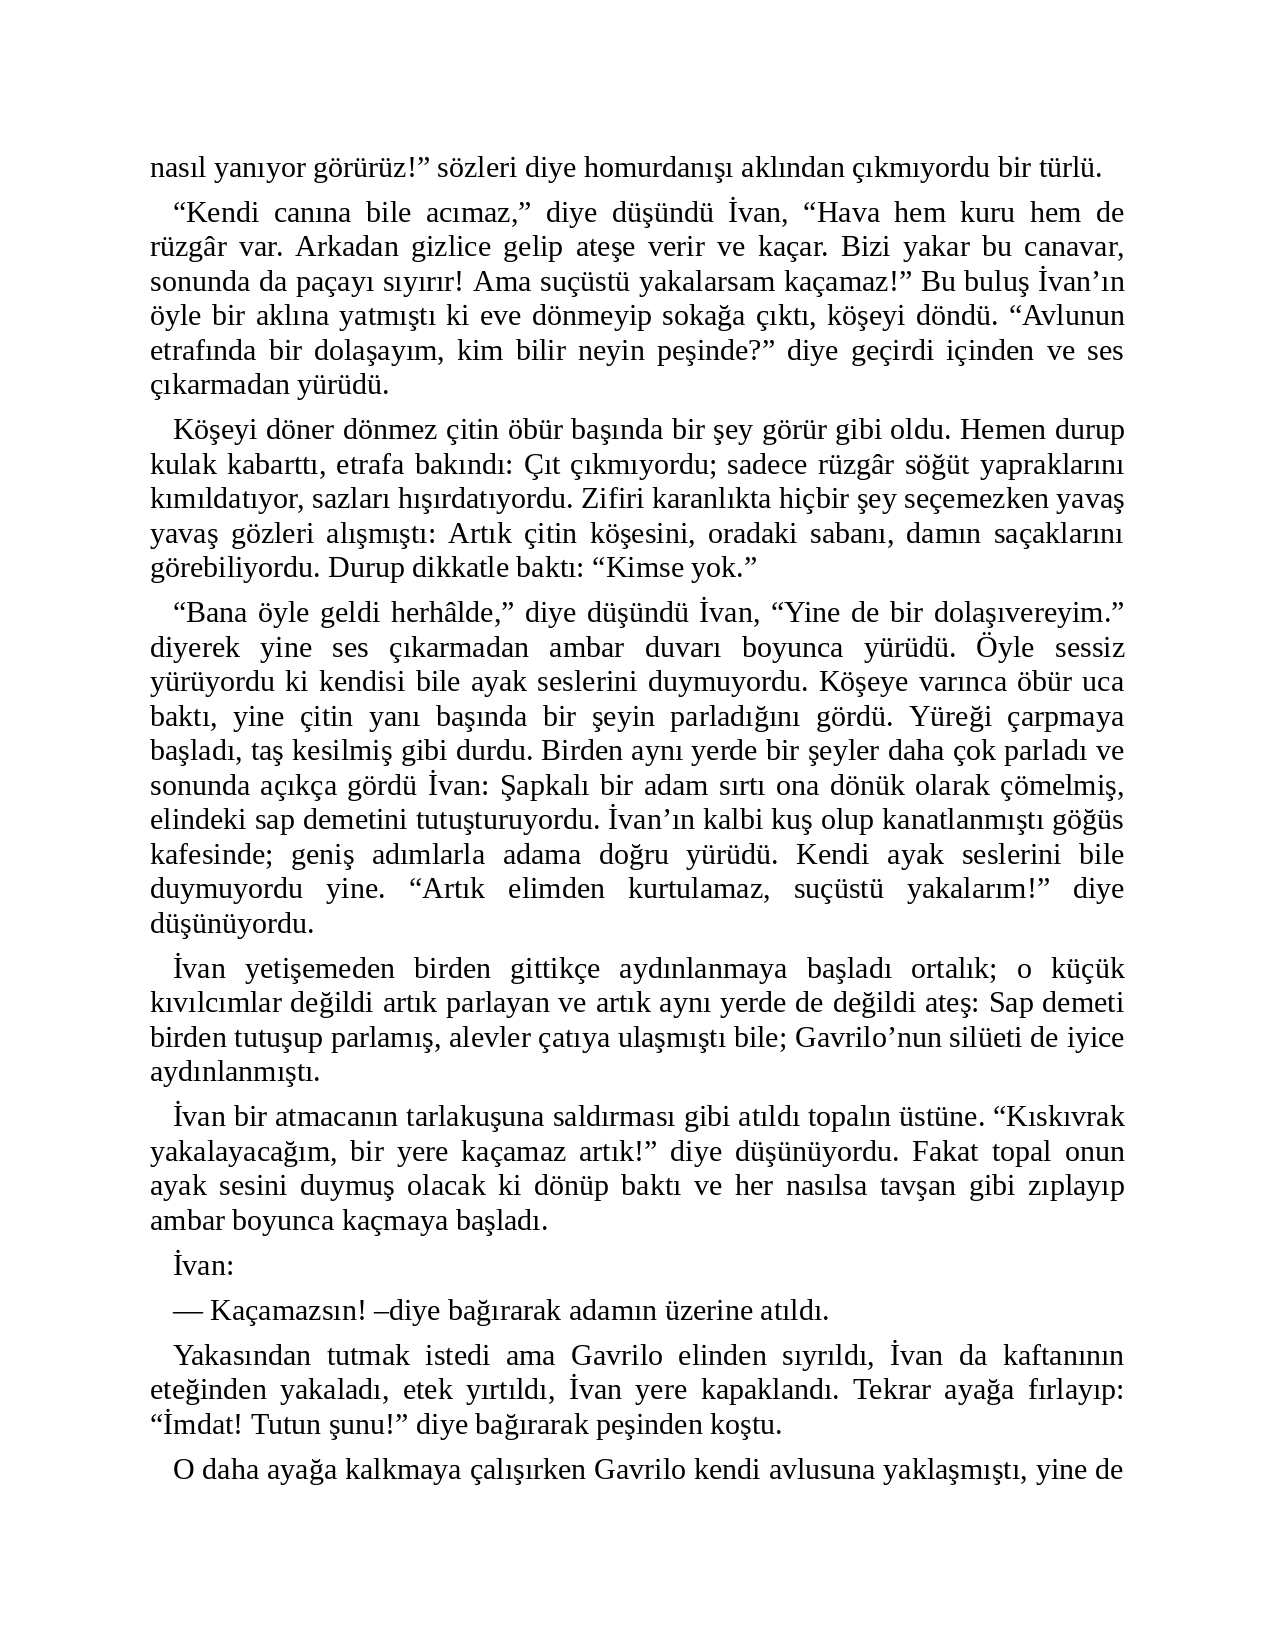 nasıl yanıyor görürüz!” sözleri diye homurdanışı aklından çıkmıyordu bir türlü.
“Kendi canına bile acımaz,” diye düşündü İvan, “Hava hem kuru hem de
rüzgâr var. Arkadan gizlice gelip ateşe verir ve kaçar. Bizi yakar bu canavar,
sonunda da paçayı sıyırır! Ama suçüstü yakalarsam kaçamaz!” Bu buluş İvan’ın
öyle bir aklına yatmıştı ki eve dönmeyip sokağa çıktı, köşeyi döndü. “Avlunun
etrafında bir dolaşayım, kim bilir neyin peşinde?” diye geçirdi içinden ve ses
çıkarmadan yürüdü.
Köşeyi döner dönmez çitin öbür başında bir şey görür gibi oldu. Hemen durup
kulak kabarttı, etrafa bakındı: Çıt çıkmıyordu; sadece rüzgâr söğüt yapraklarını
kımıldatıyor, sazları hışırdatıyordu. Zifiri karanlıkta hiçbir şey seçemezken yavaş
yavaş gözleri alışmıştı: Artık çitin köşesini, oradaki sabanı, damın saçaklarını
görebiliyordu. Durup dikkatle baktı: “Kimse yok.”
“Bana öyle geldi herhâlde,” diye düşündü İvan, “Yine de bir dolaşıvereyim.”
diyerek yine ses çıkarmadan ambar duvarı boyunca yürüdü. Öyle sessiz
yürüyordu ki kendisi bile ayak seslerini duymuyordu. Köşeye varınca öbür uca
baktı, yine çitin yanı başında bir şeyin parladığını gördü. Yüreği çarpmaya
başladı, taş kesilmiş gibi durdu. Birden aynı yerde bir şeyler daha çok parladı ve
sonunda açıkça gördü İvan: Şapkalı bir adam sırtı ona dönük olarak çömelmiş,
elindeki sap demetini tutuşturuyordu. İvan’ın kalbi kuş olup kanatlanmıştı göğüs
kafesinde; geniş adımlarla adama doğru yürüdü. Kendi ayak seslerini bile
duymuyordu yine. “Artık elimden kurtulamaz, suçüstü yakalarım!” diye
düşünüyordu.
İvan yetişemeden birden gittikçe aydınlanmaya başladı ortalık; o küçük
kıvılcımlar değildi artık parlayan ve artık aynı yerde de değildi ateş: Sap demeti
birden tutuşup parlamış, alevler çatıya ulaşmıştı bile; Gavrilo’nun silüeti de iyice
aydınlanmıştı.
İvan bir atmacanın tarlakuşuna saldırması gibi atıldı topalın üstüne. “Kıskıvrak
yakalayacağım, bir yere kaçamaz artık!” diye düşünüyordu. Fakat topal onun
ayak sesini duymuş olacak ki dönüp baktı ve her nasılsa tavşan gibi zıplayıp
ambar boyunca kaçmaya başladı.
İvan:
— Kaçamazsın! –diye bağırarak adamın üzerine atıldı.
Yakasından tutmak istedi ama Gavrilo elinden sıyrıldı, İvan da kaftanının
eteğinden yakaladı, etek yırtıldı, İvan yere kapaklandı. Tekrar ayağa fırlayıp:
“İmdat! Tutun şunu!” diye bağırarak peşinden koştu.
O daha ayağa kalkmaya çalışırken Gavrilo kendi avlusuna yaklaşmıştı, yine de